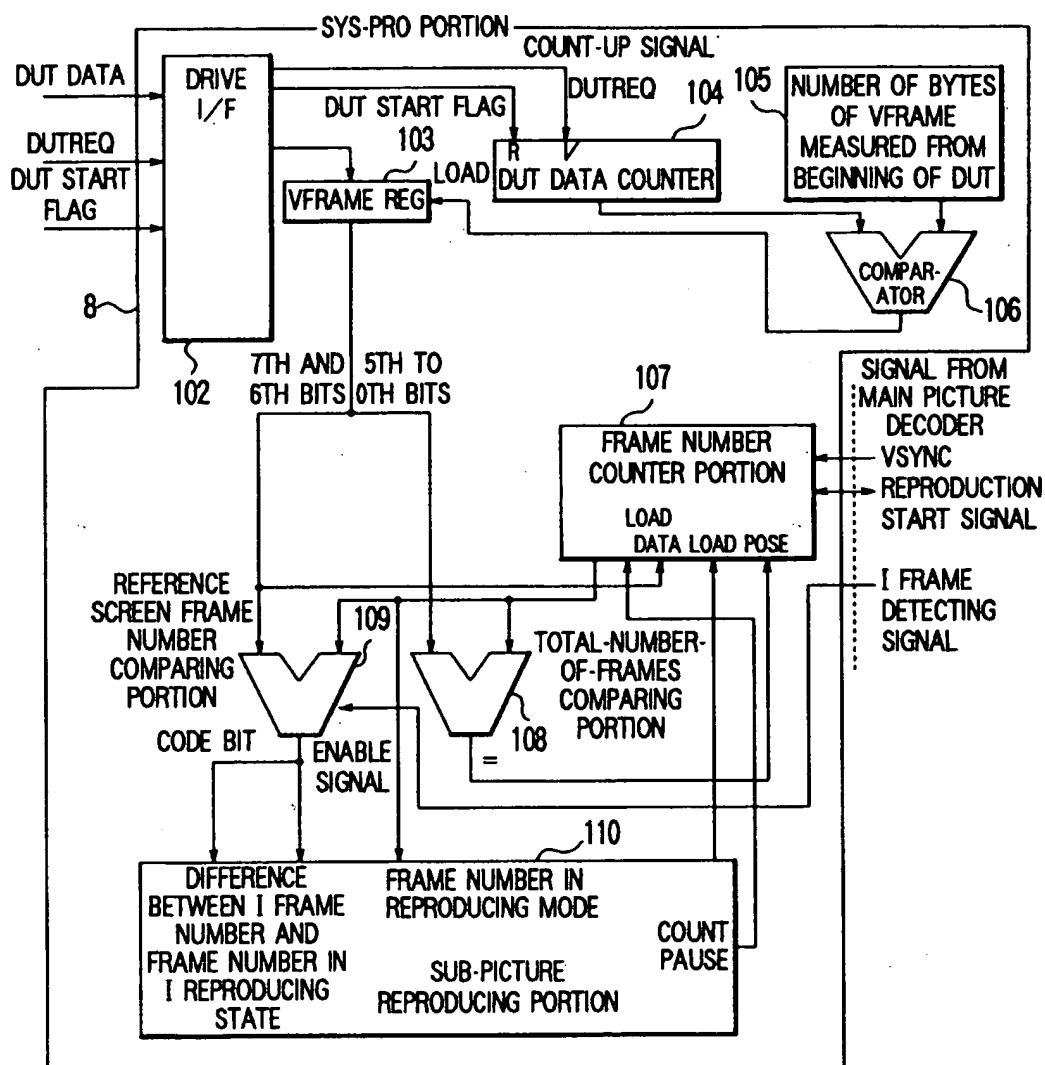 SYS-PRO PORTION
COUNT-UP SIGNAL
DUT DATA
DRIVE
I/F
DUTREQ
104
105
NUMBER OF BYTES
OF VFRAME
MEASURED FROM
BEGINNING OF DUT
DUT START FLAG
DUTREQ
DUT START
FLAG
103
LOAD
R
DUT DATA COUNTER
VFRAME REG
COMPAR-
ATOR
106
8
102
7TH AND
6TH BITS
5TH TO
0TH BITS
107
SIGNAL FROM
MAIN PICTURE
DECODER
FRAME NUMBER
COUNTER PORTION
VSYNC
REPRODUCTION
START SIGNAL
LOAD
DATA LOAD POSE
REFERENCE
SCREEN FRAME
NUMBER
COMPARING
PORTION
109
I FRAME
DETECTING
SIGNAL
TOTAL-NUMBER-
OF-FRAMES
COMPARING
PORTION
108
CODE BIT
ENABLE
SIGNAL
=
110
DIFFERENCE
BETWEEN I FRAME
NUMBER AND
FRAME NUMBER IN
I REPRODUCING
STATE
FRAME NUMBER IN
REPRODUCING MODE
COUNT
PAUSE
SUB-PICTURE
REPRODUCING PORTION